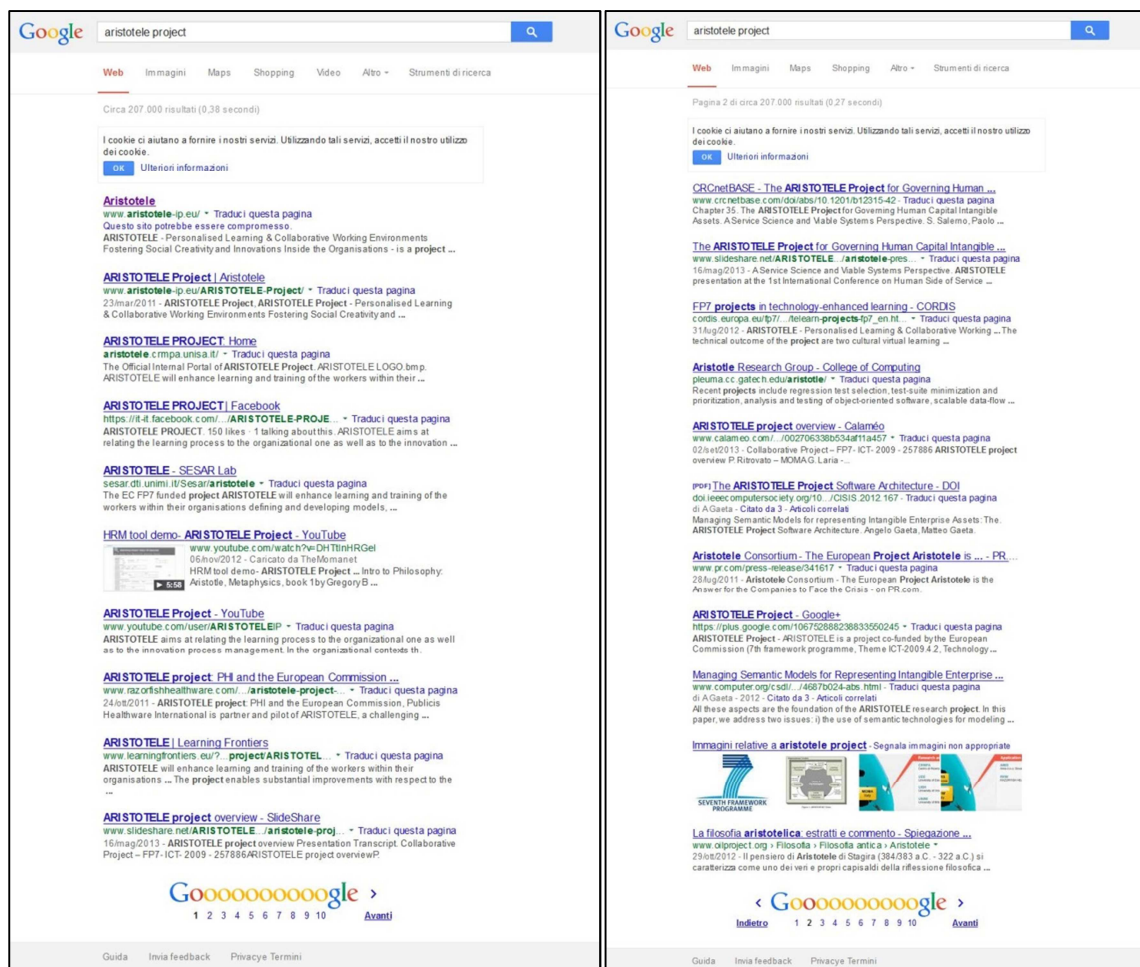 Google
aristotele project
Web Immagini Maps Shopping Video Altro Strumenti di ricerca
Circa 207.000 risultati (0,38 secondi)
I cookie ci aiutano a fornire i nostri servizi. Utilizzando tali servizi, accetti il nostro utilizzo
dei cookie.
OK Ulteriori informazioni
Aristotele
www.aristotele-ip.eu/ Traduci questa pagina
Questo sito potrebbe essere compromesso.
ARISTOTELE - Personalised Learning & Collaborative Working Environments
Fostering Social Creativity and Innovations Inside the Organisations - is a project ...
ARISTOTELE Project | Aristotele
www.aristotele-ip.eu/ARISTOTELE-Project/ Traduci questa pagina
23/mar/2011 - ARISTOTELE Project, ARISTOTELE Project - Personalised Learning
& Collaborative Working Environments Fostering Social Creativity and ...
ARISTOTELE PROJECT: Home
aristotele.crmpa.unisa.it/ Traduci questa pagina
The Official Internal Portal of ARISTOTELE Project. ARISTOTELE LOGO.bmp.
ARISTOTELE will enhance learning and training of the workers within their ...
ARISTOTELE PROJECT | Facebook
https://it-it.facebook.com/.../ARISTOTELE-PROJE... Traduci questa pagina
ARISTOTELE PROJECT. 150 likes · 1 talking about this. ARISTOTELE aims at
relating the learning process to the organizational one as well as to the innovation ...
ARISTOTELE - SESAR Lab
sesar.dti.unimi.it/Sesar/aristotele Traduci questa pagina
The EC FP7 funded project ARISTOTELE will enhance learning and training of the
workers within their organisations defining and developing models, ...
HRM tool demo- ARISTOTELE Project - YouTube
www.youtube.com/watch?v=DHTtInHRGeI
06/nov/2012 - Caricato da TheMomanet
HRM tool demo- ARISTOTELE Project ... Intro to Philosophy:
Aristotle, Metaphysics, book 1 by Gregory B ...
5:58
ARISTOTELE Project - YouTube
www.youtube.com/user/ARISTOTELEIP Traduci questa pagina
ARISTOTELE aims at relating the learning process to the organizational one as well
as to the innovation process management. In the organizational contexts th.
ARISTOTELE project: PHI and the European Commission ...
www.razorfishhealthware.com/.../aristotele-project-... Traduci questa pagina
24/ott/2011 - ARISTOTELE project: PHI and the European Commission, Publicis
Healthware International is partner and pilot of ARISTOTELE, a challenging ...
ARISTOTELE | Learning Frontiers
www.learningfrontiers.eu/?...project/ARISTOTEL... Traduci questa pagina
ARISTOTELE will enhance learning and training of the workers within their
organisations ... The project enables substantial improvements with respect to the
...
ARISTOTELE project overview - SlideShare
www.slideshare.net/ARISTOTELE.../aristotele-proj... Traduci questa pagina
16/mag/2013 - ARISTOTELE project overview Presentation Transcript. Collaborative
Project – FP7- ICT- 2009 - 257886ARISTOTELE project overviewP.
Goooooooooogle >
1 2 3 4 5 6 7 8 9 10 Avanti
Guida Invia feedback Privacy e Termini
Google
aristotele project
Web Immagini Maps Shopping Altro Strumenti di ricerca
Pagina 2 di circa 207.000 risultati (0,27 secondi)
I cookie ci aiutano a fornire i nostri servizi. Utilizzando tali servizi, accetti il nostro utilizzo
dei cookie.
OK Ulteriori informazioni
CRCnetBASE - The ARISTOTELE Project for Governing Human ...
www.crcnetbase.com/doi/abs/10.1201/b12315-42 - Traduci questa pagina
Chapter 35. The ARISTOTELE Project for Governing Human Capital Intangible
Assets. A Service Science and Viable Systems Perspective. S. Salerno, Paolo ...
The ARISTOTELE Project for Governing Human Capital Intangible ...
www.slideshare.net/ARISTOTELE.../aristotele-pres... Traduci questa pagina
16/mag/2013 - A Service Science and Viable Systems Perspective. ARISTOTELE
presentation at the 1st International Conference on Human Side of Service ...
FP7 projects in technology-enhanced learning - CORDIS
cordis.europa.eu/fp7/.../telearn-projects-fp7_en.ht... Traduci questa pagina
31/lug/2012 - ARISTOTELE - Personalised Learning & Collaborative Working ... The
technical outcome of the project are two cultural virtual learning ...
Aristotle Research Group - College of Computing
pleuma.cc.gatech.edu/aristotle/ Traduci questa pagina
Recent projects include regression test selection, test-suite minimization and
prioritization, analysis and testing of object-oriented software, scalable data-flow ...
ARISTOTELE project overview - Calaméo
www.calameo.com/.../002706338b534af11a457 Traduci questa pagina
02/set/2013 - Collaborative Project – FP7- ICT- 2009 - 257886 ARISTOTELE project
overview P. Ritrovato – MOMA G. Laria -...
[PDF] The ARISTOTELE Project Software Architecture - DOI
doi.ieeecomputersociety.org/10.../CISIS.2012.167 - Traduci questa pagina
di A Gaeta - Citato da 3 - Articoli correlati
Managing Semantic Models for representing Intangible Enterprise Assets: The.
ARISTOTELE Project Software Architecture. Angelo Gaeta, Matteo Gaeta.
Aristotele Consortium - The European Project Aristotele is ... - PR....
www.pr.com/press-release/341617 Traduci questa pagina
28/lug/2011 - Aristotele Consortium - The European Project Aristotele is the
Answer for the Companies to Face the Crisis - on PR.com.
ARISTOTELE Project - Google+
https://plus.google.com/106752888238833550245 Traduci questa pagina
ARISTOTELE Project - ARISTOTELE is a project co-funded by the European
Commission (7th framework programme, Theme ICT-2009.4.2, Technology ...
Managing Semantic Models for Representing Intangible Enterprise ...
www.computer.org/csdl/.../4687b024-abs.html - Traduci questa pagina
di A Gaeta - 2012 - Citato da 3 - Articoli correlati
All these aspects are the foundation of the ARISTOTELE research project. In this
paper, we address two issues: i) the use of semantic technologies for modeling ...
Immagini relative a aristotele project - Segnala immagini non appropriate
SEVENTH FRAMEWORK
PROGRAMME
La filosofia aristotelica: estratti e commento - Spiegazione ...
www.oilproject.org › Filosofia › Filosofia antica › Aristotele
29/ott/2012 - Il pensiero di Aristotele di Stagira (384/383 a.C. - 322 a.C.) si
caratterizza come uno dei veri e propri capisaldi della riflessione filosofica ...
< Goooooooooogle >
Indietro 1 2 3 4 5 6 7 8 9 10 Avanti
Guida Invia feedback Privacy e Termini